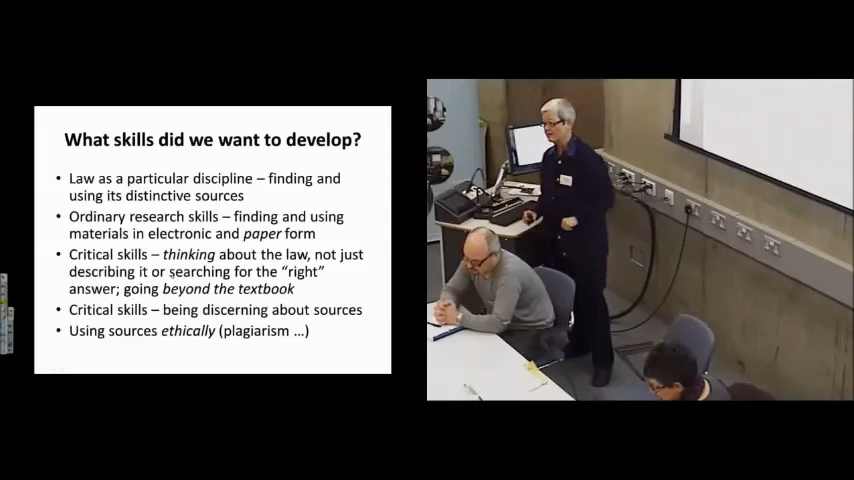 What skills did we want to develop?
• Law as a particular discipline – finding and
using its distinctive sources
• Ordinary research skills – finding and using
materials in electronic and paper form
• Critical skills – thinking about the law, not just
describing it or searching for the “right”
answer; going beyond the textbook
• Critical skills – being discerning about sources
• Using sources ethically (plagiarism …)